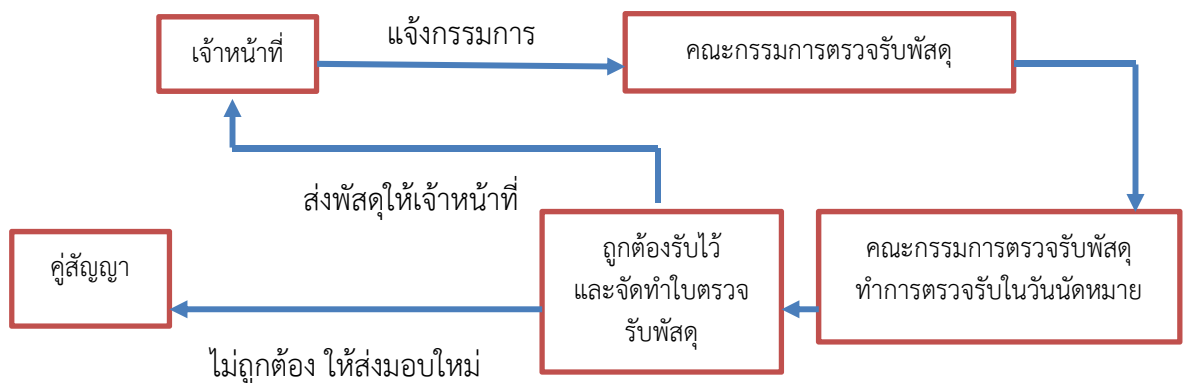 แจ้งกรรมการ
เจ้าหน้าที่
คณะกรรมการตรวจรับพัสดุ
ส่งพัสดุให้เจ้าหน้าที่
คู่สัญญา
ถูกต้องรับไว้
และจัดทำใบตรวจ
รับพัสดุ
คณะกรรมการตรวจรับพัสดุ
ทำการตรวจรับในวันนัดหมาย
ไม่ถูกต้อง ให้ส่งมอบใหม่